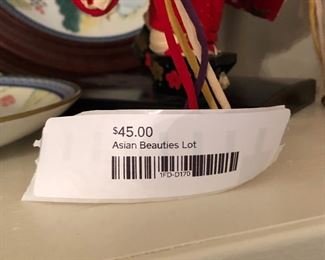 $45.00
Asian Beauties Lot
1FD-D170